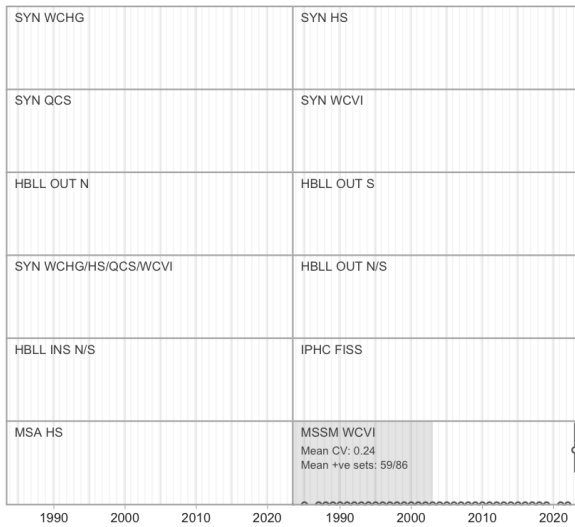 SYN WCHG
SYN HS
SYN QCS
SYN WCVI
HBLL OUT N
HBLL OUT S
SYN WCHG/HS/QCS/WCVI
HBLL OUT N/S
HBLL INS N/S
IPHC FISS
MSA HS
MSSM WCVI
Mean CV: 0.24
Mean +ve sets: 59/86
1990 2000 2010 2020 1990 2000 2010 2020